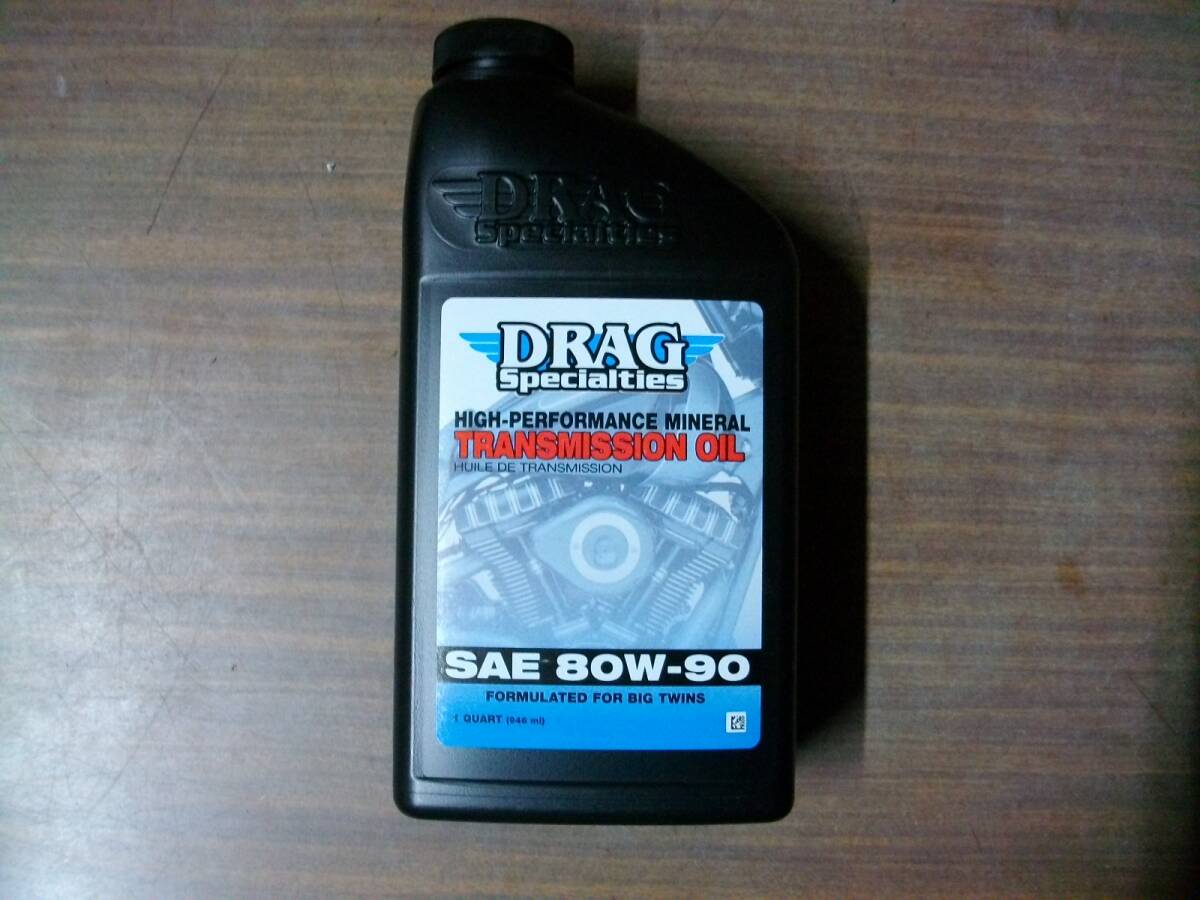 DRAG
Specialties
DRAG
Specialties
HIGH-PERFORMANCE MINERAL
TRANSMISSION OIL
HUILE DE TRANSMISSION
SAE 80W-90
FORMULATED FOR BIG TWINS
1 QUART (946 ml)